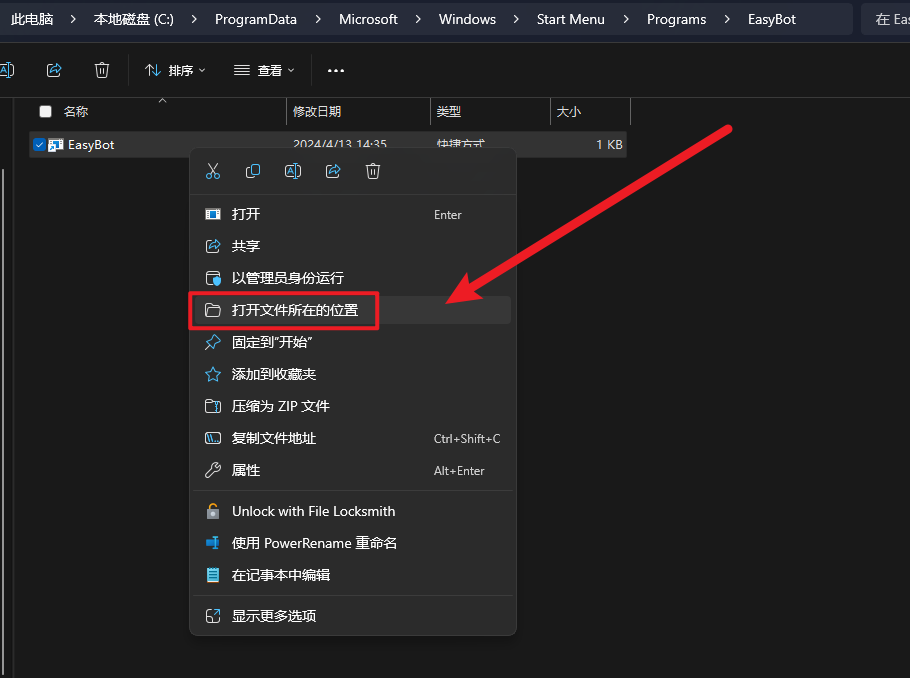 此电脑 > 本地磁盘 (C:) > ProgramData > Microsoft > Windows > Start Menu > Programs > EasyBot 在 Eas
排序 查看 ...
名称 修改日期 类型 大小
EasyBot 2024/4/13 14:35 快捷方式 1 KB
打开 Enter
共享
以管理员身份运行
打开文件所在的位置
固定到"开始"
添加到收藏夹
压缩为 ZIP 文件
复制文件地址 Ctrl+Shift+C
属性 Alt+Enter
Unlock with File Locksmith
使用 PowerRename 重命名
在记事本中编辑
显示更多选项